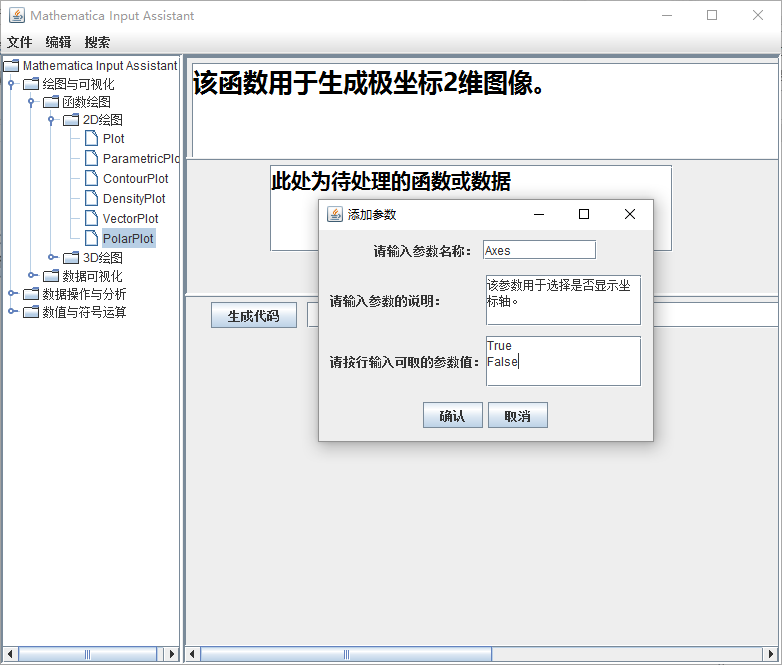 Mathematica Input Assistant
文件 编辑 搜索
Mathematica Input Assistant
绘图与可视化
函数绘图
2D绘图
Plot
ParametricPlo
ContourPlot
DensityPlot
VectorPlot
PolarPlot
3D绘图
数据可视化
数据操作与分析
数值与符号运算
该函数用于生成极坐标2维图像。
此处为待处理的函数或数据
生成代码
添加参数
请输入参数名称：
Axes
请输入参数的说明：
该参数用于选择是否显示坐
标轴。
请按行输入可取的参数值：
True
False
确认 取消